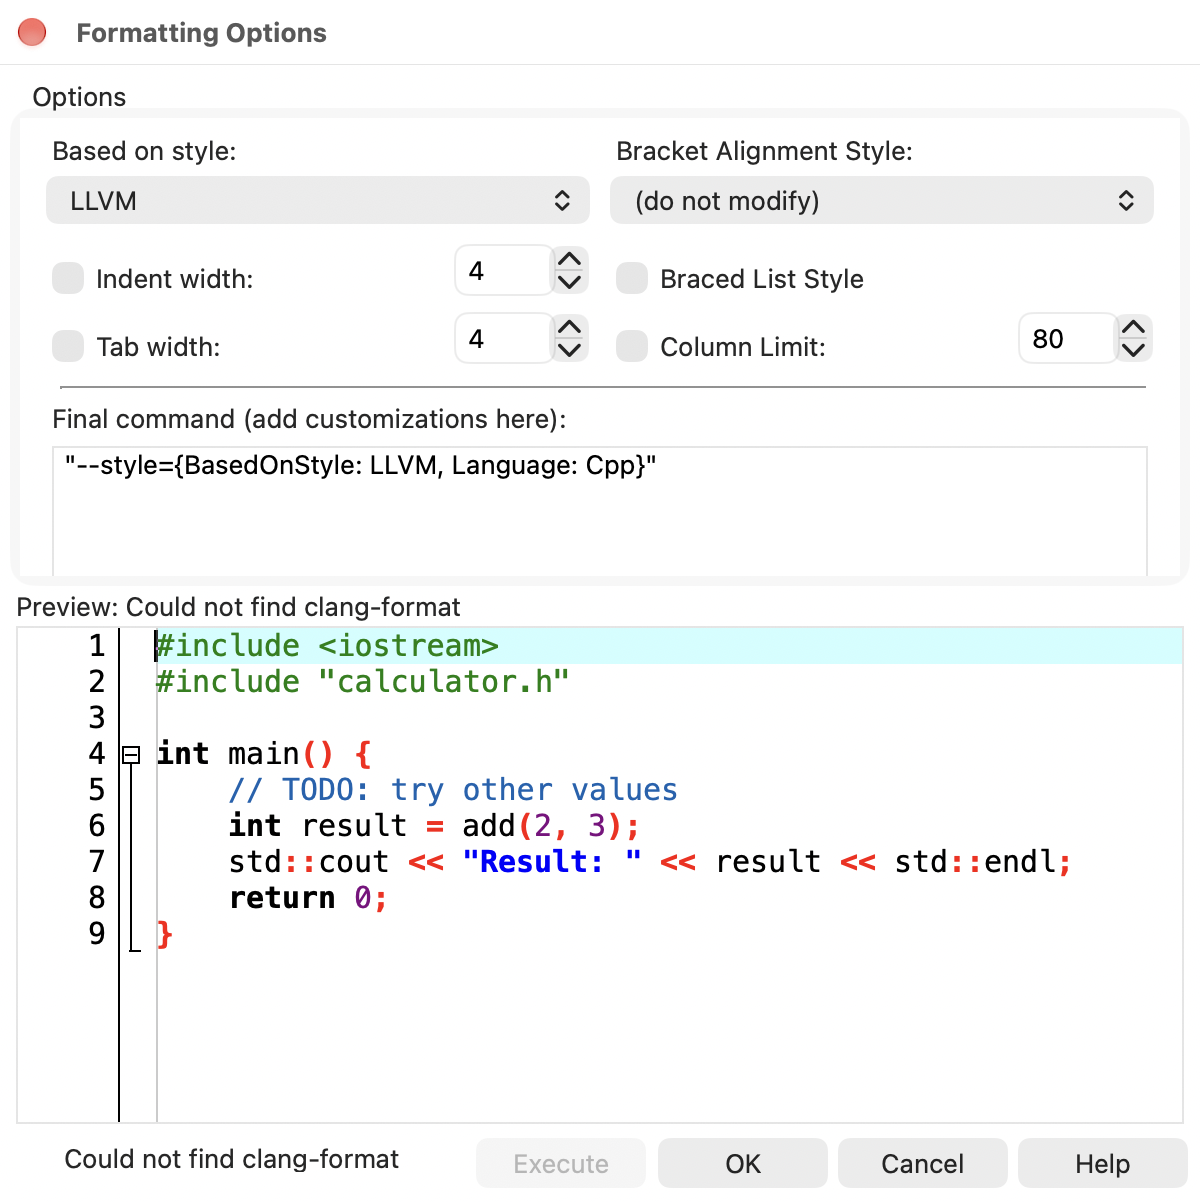 Formatting Options
Options
Based on style:
Bracket Alignment Style:
LLVM
(do not modify)
Indent width:
4
Braced List Style
Tab width:
4
Column Limit:
80
Final command (add customizations here):
"--style={BasedOnStyle: LLVM, Language: Cpp}"
Preview: Could not find clang-format
1 #include <iostream>
2 #include "calculator.h"
3
4 int main() {
5     // TODO: try other values
6     int result = add(2, 3);
7     std::cout << "Result: " << result << std::endl;
8     return 0;
9 }
Could not find clang-format
Execute
OK
Cancel
Help